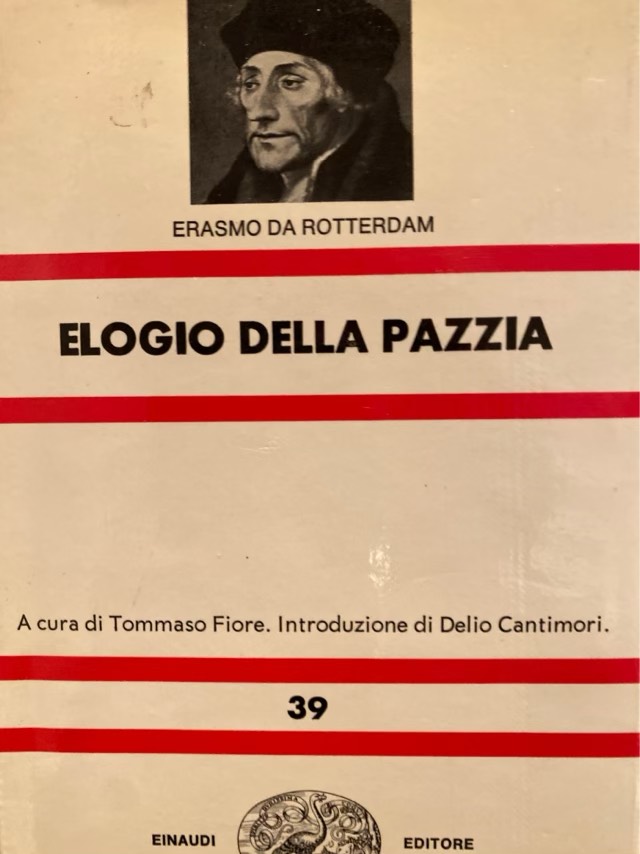 ERASMO DA ROTTERDAM
ELOGIO DELLA PAZZIA
A cura di Tommaso Fiore. Introduzione di Delio Cantimori.
39
EINAUDI EDITORE